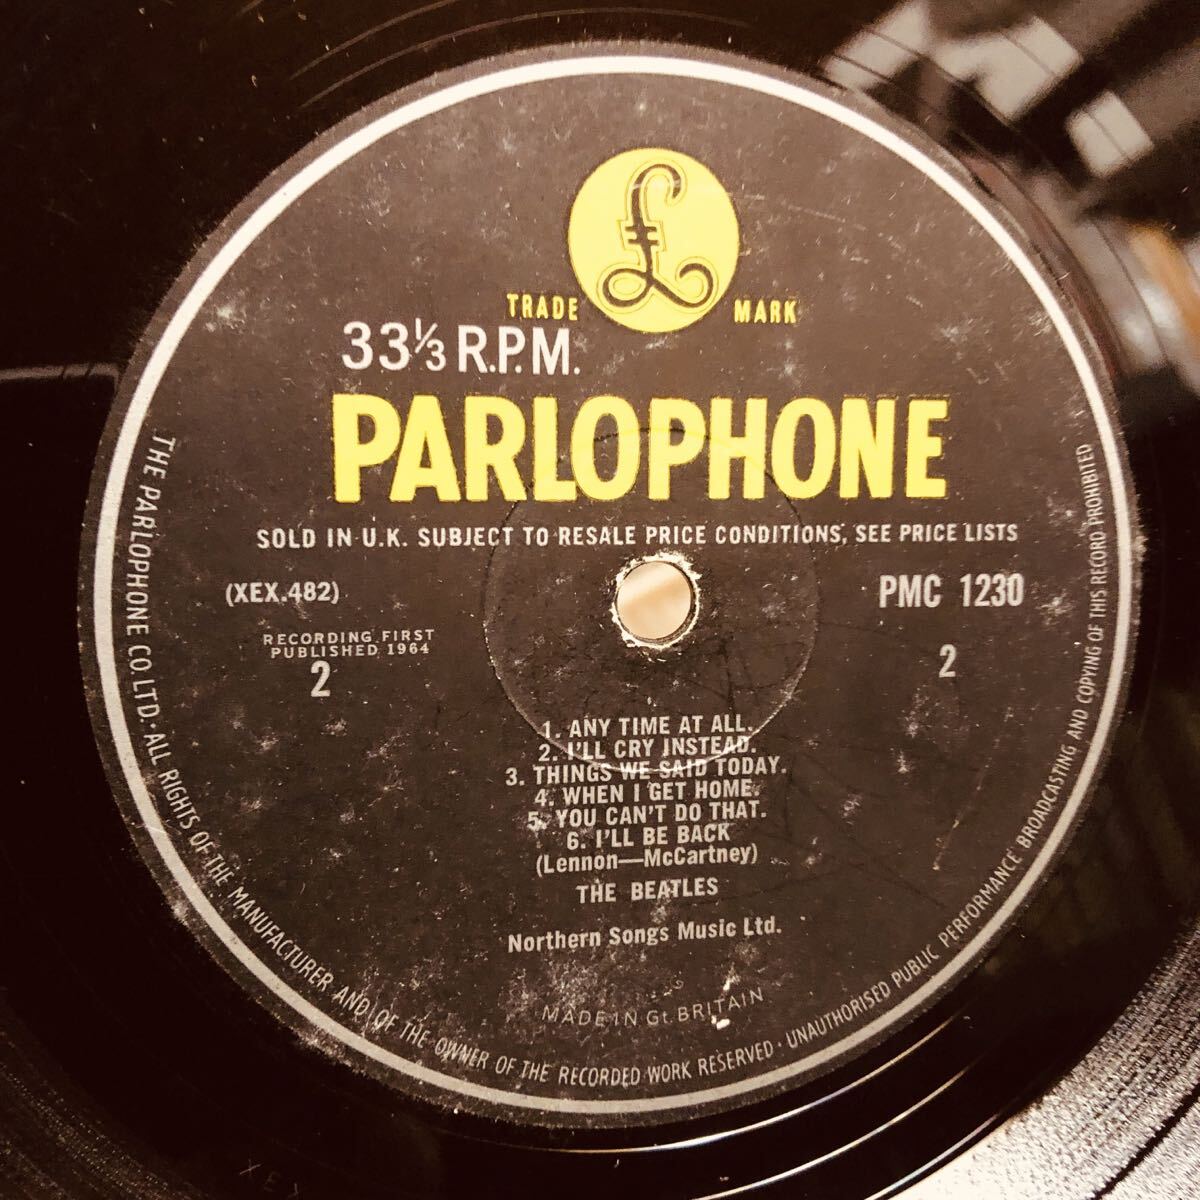 £
TRADE MARK
33⅓ R.P.M.
PARLOPHONE
SOLD IN U.K. SUBJECT TO RESALE PRICE CONDITIONS, SEE PRICE LISTS
(XEX.482)
PMC 1230
RECORDING FIRST
PUBLISHED 1964
2
2
1. ANY TIME AT ALL.
2. I'LL CRY INSTEAD.
3. THINGS WE SAID TODAY.
4. WHEN I GET HOME.
5. YOU CAN'T DO THAT.
6. I'LL BE BACK
(Lennon—McCartney)
THE BEATLES
Northern Songs Music Ltd.
MADE IN Gt. BRITAIN
THE PARLOPHONE CO. LTD. · ALL RIGHTS OF THE MANUFACTURER AND OF THE OWNER OF THE RECORDED WORK RESERVED · UNAUTHORISED PUBLIC PERFORMANCE BROADCASTING AND COPYING OF THIS RECORD PROHIBITED
XEX